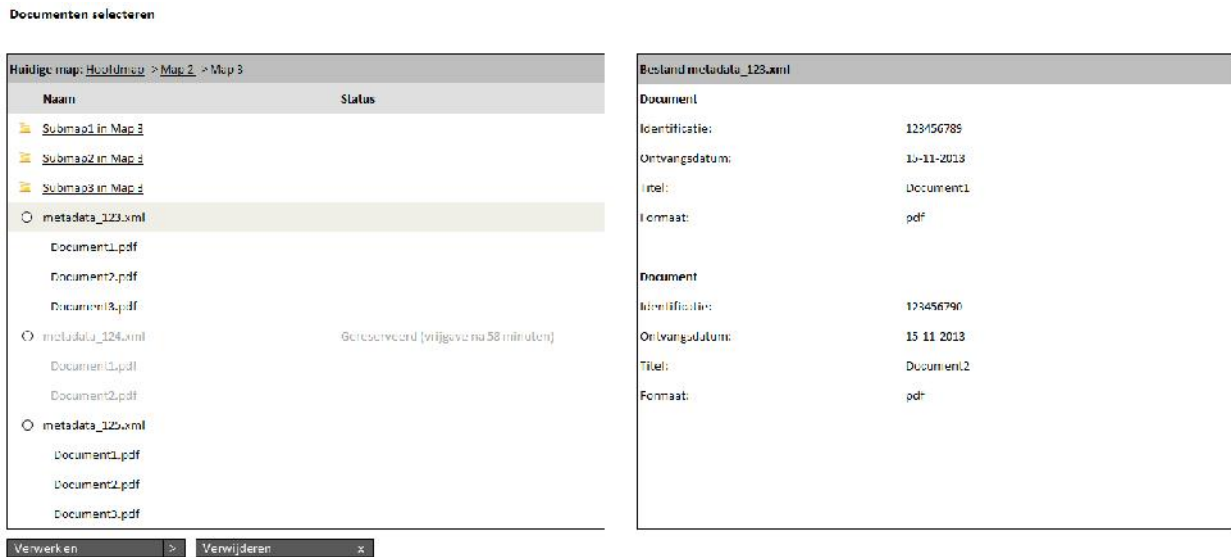 Documenten selecteren
Huidige map: Hoofdmap > Map 2 > Map 3
Naam Status
Submap1 in Map 3
Submap2 in Map 3
Submap3 in Map 3
metadata_123.xml
Document1.pdf
Document2.pdf
Document3.pdf
metadata_124.xml Gereserveerd (vrijgave na 58 minuten)
Document1.pdf
Document2.pdf
metadata_125.xml
Document1.pdf
Document2.pdf
Document3.pdf
Verwerken >
Verwijderen x
Bestand metadata_123.xml
Document
Identificatie: 123456789
Ontvangsdatum: 15-11-2013
Titel: Document1
Formaat: pdf
Document
Identificatie: 123456790
Ontvangsdatum: 15-11-2013
Titel: Document2
Formaat: pdf